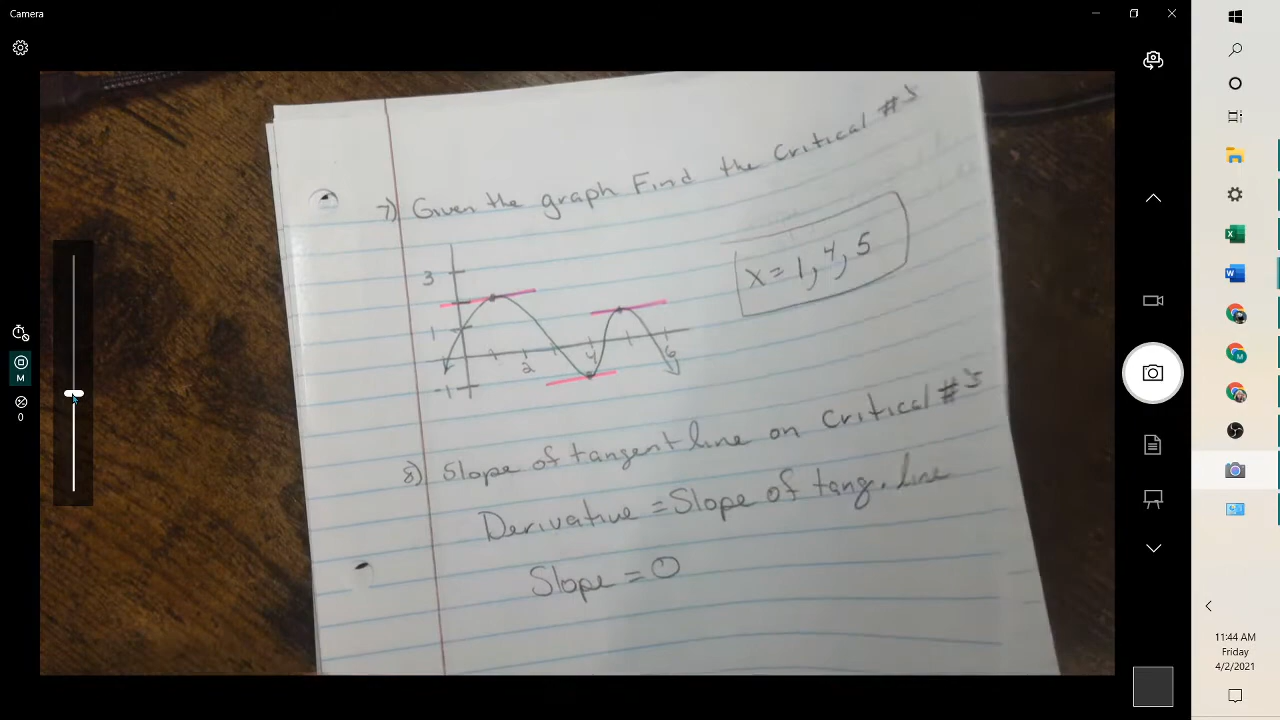 Camera
7) Given the graph Find the Critical #'s
3
1
-1
2
4
6
x = 1, 4, 5
8) Slope of tangent line on Critical #'s
Derivative = Slope of tang. line
Slope = 0
M
0
11:44 AM
Friday
4/2/2021